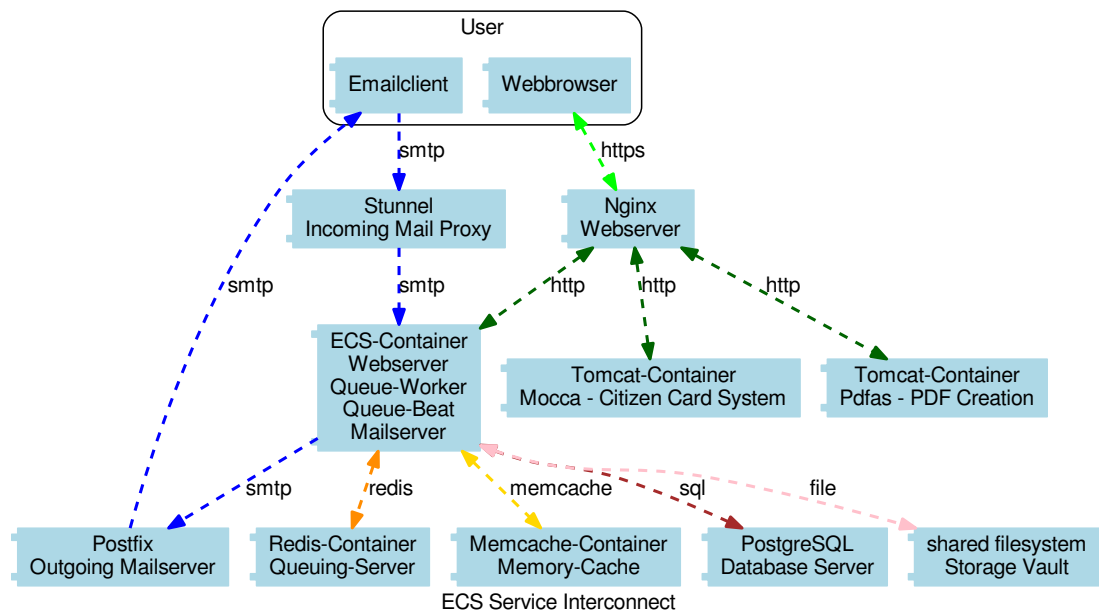 User
Emailclient
Webbrowser
smtp
https
Stunnel
Incoming Mail Proxy
Nginx
Webserver
smtp
smtp
http
http
http
ECS-Container
Webserver
Queue-Worker
Queue-Beat
Mailserver
Tomcat-Container
Mocca - Citizen Card System
Tomcat-Container
Pdfas - PDF Creation
smtp
redis
memcache
sql
file
Postfix
Outgoing Mailserver
Redis-Container
Queuing-Server
Memcache-Container
Memory-Cache
PostgreSQL
Database Server
shared filesystem
Storage Vault
ECS Service Interconnect